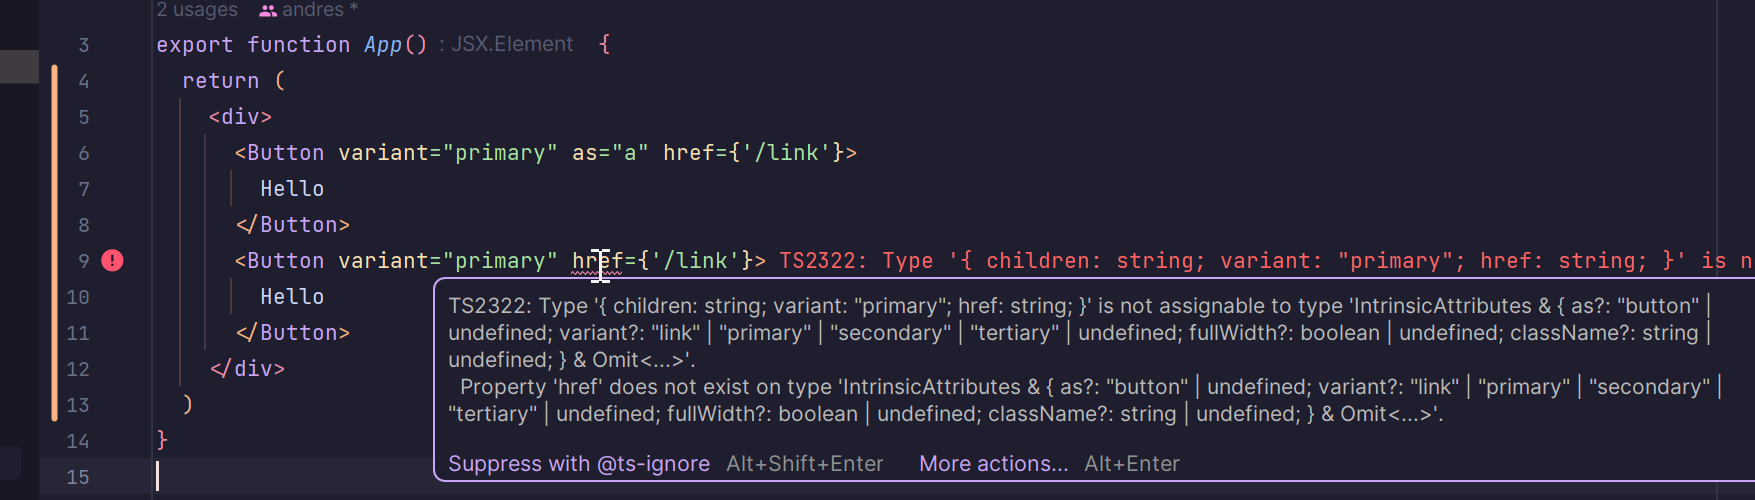 2 usages andres *
3 export function App() : JSX.Element {
4 return (
5 <div>
6 <Button variant="primary" as="a" href={'/link'}>
7 Hello
8 </Button>
9 <Button variant="primary" href={'/link'}> TS2322: Type '{ children: string; variant: "primary"; href: string; }' is n
10 Hello
11 </Button>
12 </div>
13 )
14 }
15
TS2322: Type '{ children: string; variant: "primary"; href: string; }' is not assignable to type 'IntrinsicAttributes & { as?: "button" |
undefined; variant?: "link" | "primary" | "secondary" | "tertiary" | undefined; fullWidth?: boolean | undefined; className?: string |
undefined; } & Omit<...>'.
Property 'href' does not exist on type 'IntrinsicAttributes & { as?: "button" | undefined; variant?: "link" | "primary" | "secondary" |
"tertiary" | undefined; fullWidth?: boolean | undefined; className?: string | undefined; } & Omit<...>'.
Suppress with @ts-ignore Alt+Shift+Enter More actions... Alt+Enter